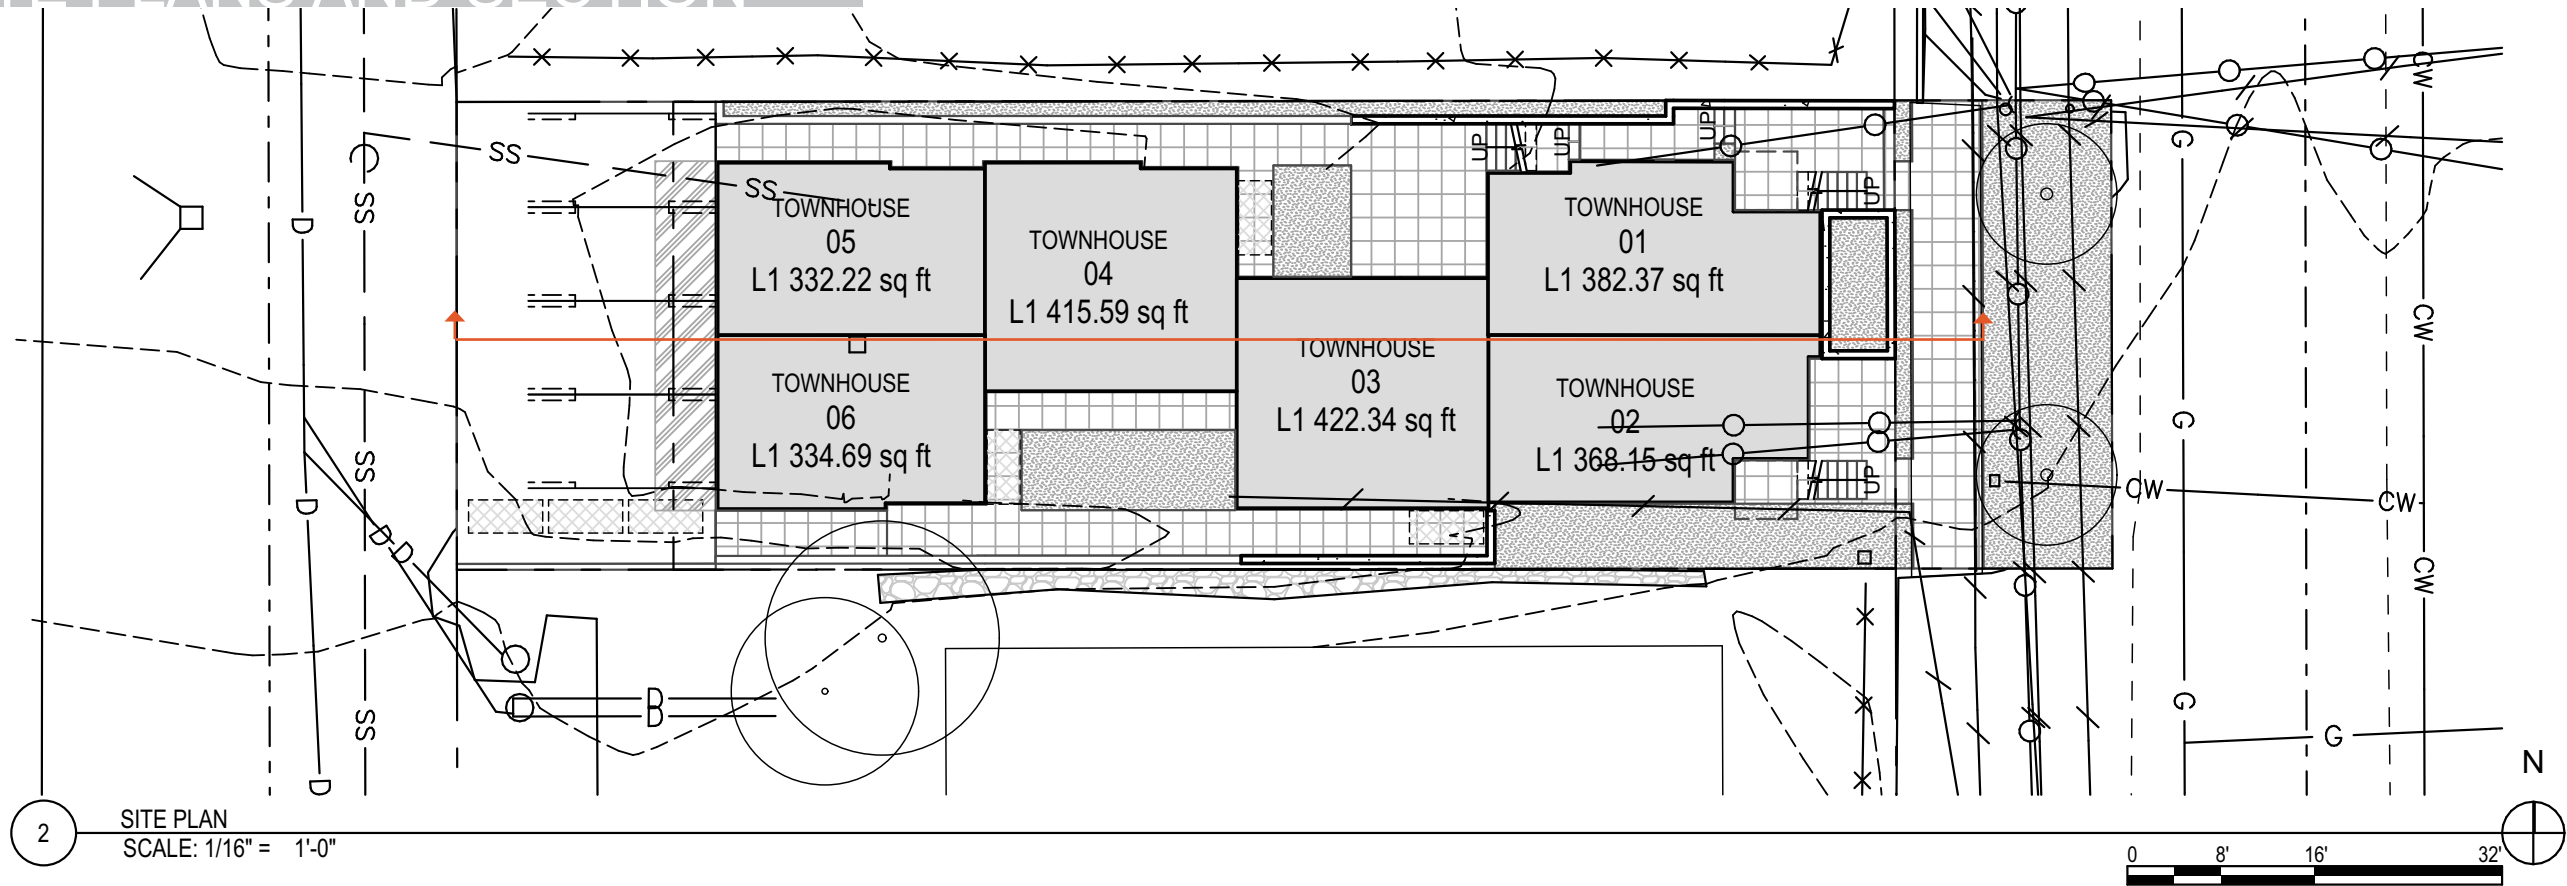 SS
SS
TOWNHOUSE
05
L1 332.22 sq ft
TOWNHOUSE
04
L1 415.59 sq ft
TOWNHOUSE
01
L1 382.37 sq ft
TOWNHOUSE
03
L1 422.34 sq ft
TOWNHOUSE
06
L1 334.69 sq ft
TOWNHOUSE
02
L1 368.15 sq ft
UP
UP
UP
UP
UP
SS
SS
SS
D
D
D
D
D
D
D
G
G
G
G
CW
CW
CW
CW
CW
N
2
SITE PLAN
SCALE: 1/16" = 1'-0"
0 8' 16' 32'